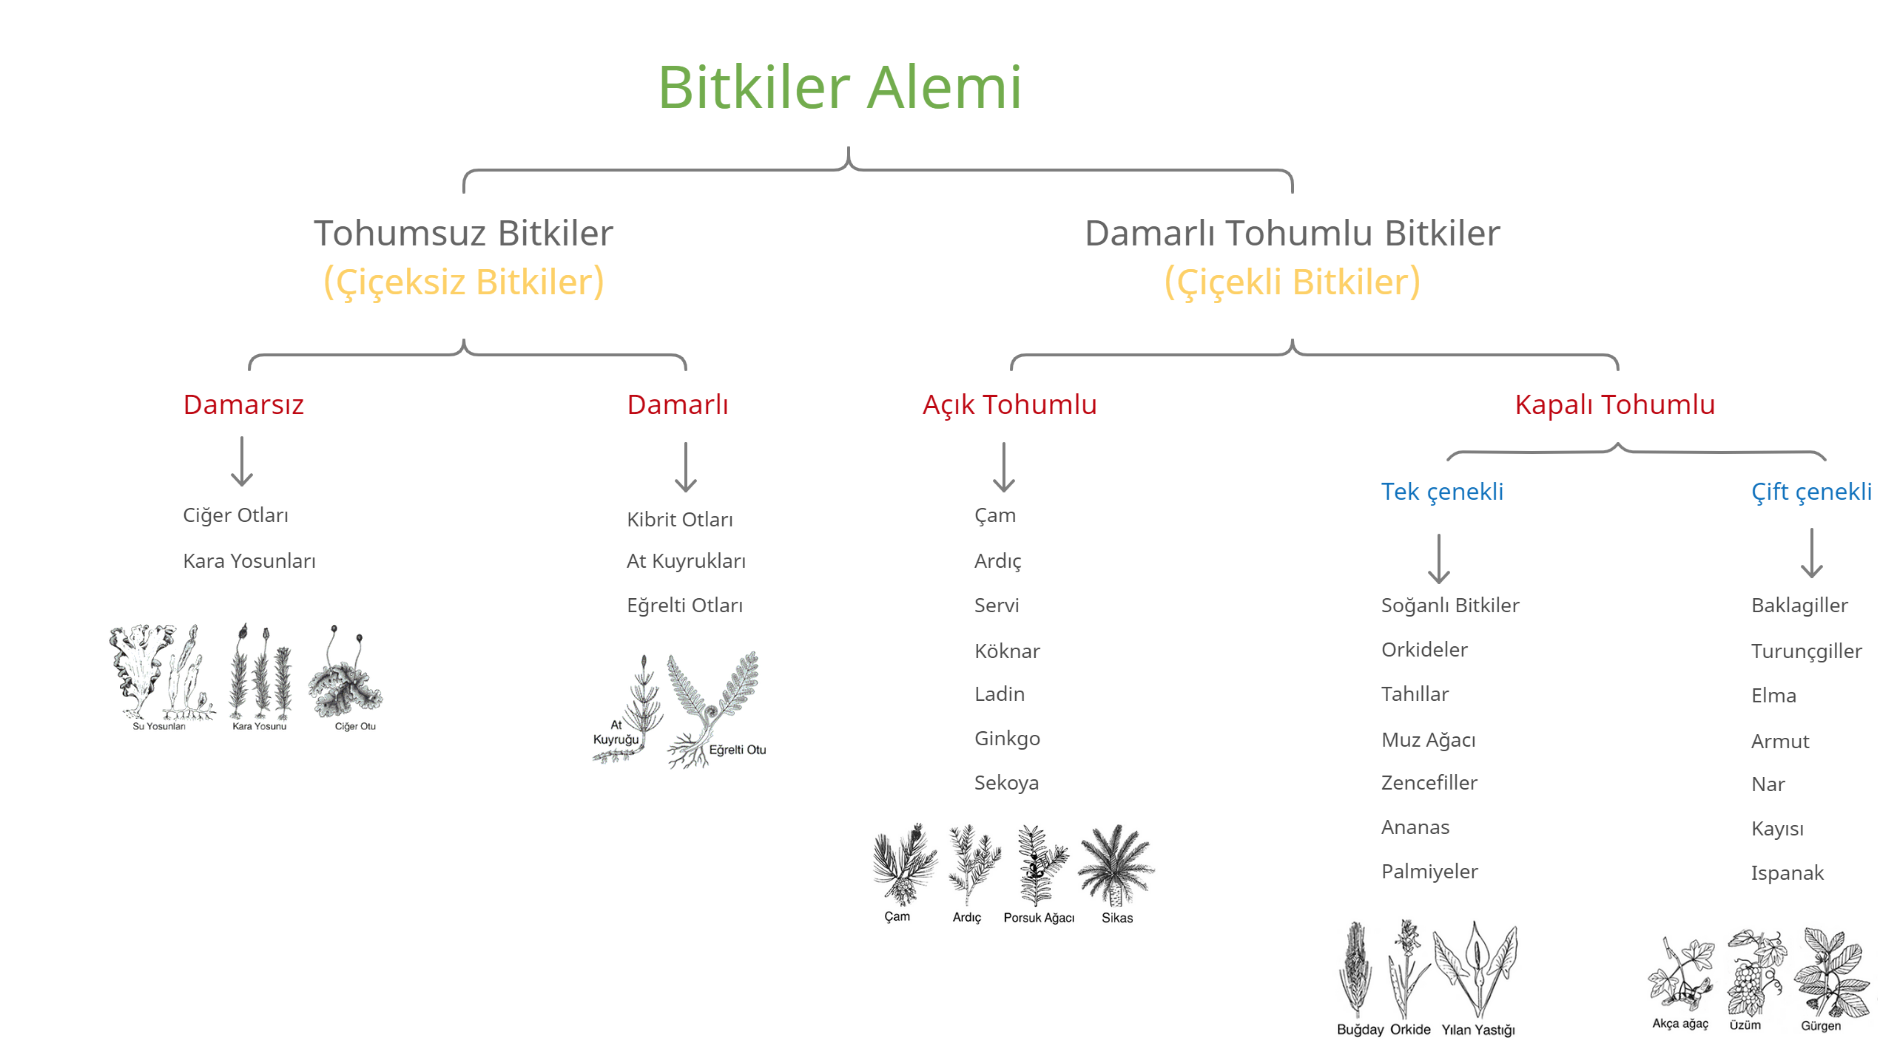 Bitkiler Alemi
Tohumsuz Bitkiler
(Çiçeksiz Bitkiler)
Damarlı Tohumlu Bitkiler
(Çiçekli Bitkiler)
Damarsız
Ciğer Otları
Kara Yosunları
Su Yosunları
Kara Yosunu
Ciğer Otu
Damarlı
Kibrit Otları
At Kuyrukları
Eğrelti Otları
At
Kuyruğu
Eğrelti Otu
Açık Tohumlu
Çam
Ardıç
Servi
Köknar
Ladin
Ginkgo
Sekoya
Çam
Ardıç
Porsuk Ağacı
Sikas
Kapalı Tohumlu
Tek çenekli
Soğanlı Bitkiler
Orkideler
Tahıllar
Muz Ağacı
Zencefiller
Ananas
Palmiyeler
Buğday
Orkide
Yılan Yastığı
Çift çenekli
Baklagiller
Turunçgiller
Elma
Armut
Nar
Kayısı
Ispanak
Akça ağaç
Üzüm
Gürgen